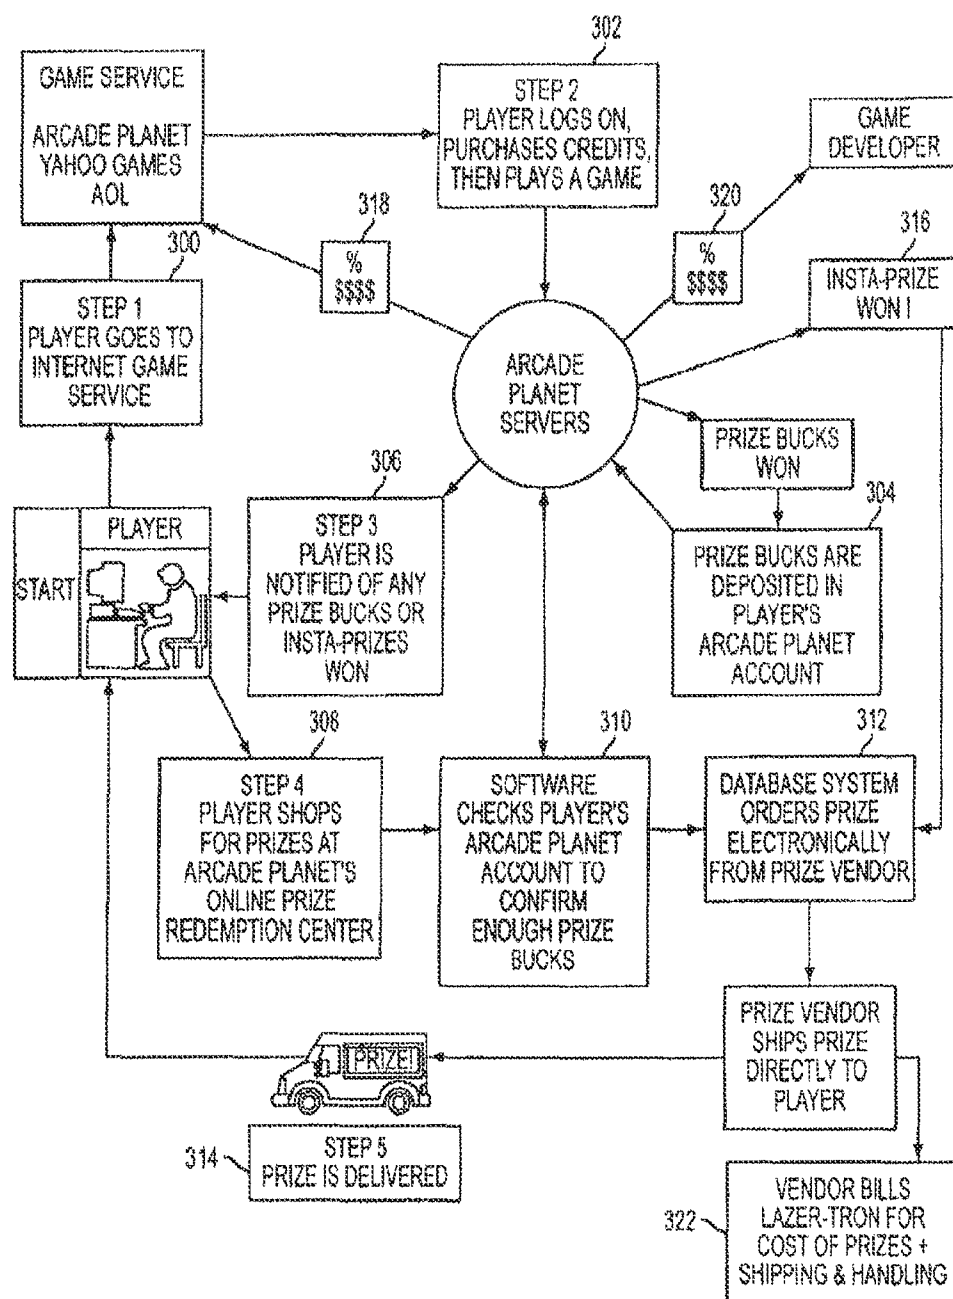 302
GAME SERVICE
ARCADE PLANET
YAHOO GAMES
AOL
STEP 2
PLAYER LOGS ON,
PURCHASES CREDITS,
THEN PLAYS A GAME
GAME
DEVELOPER
318
%
$$$$
320
%
$$$$
300
STEP 1
PLAYER GOES TO
INTERNET GAME
SERVICE
316
INSTA-PRIZE
WON !
ARCADE
PLANET
SERVERS
PRIZE BUCKS
WON
306
STEP 3
PLAYER IS
NOTIFIED OF ANY
PRIZE BUCKS OR
INSTA-PRIZES
WON
304
PRIZE BUCKS ARE
DEPOSITED IN
PLAYER'S
ARCADE PLANET
ACCOUNT
START
PLAYER
308
STEP 4
PLAYER SHOPS
FOR PRIZES AT
ARCADE PLANET'S
ONLINE PRIZE
REDEMPTION CENTER
310
SOFTWARE
CHECKS PLAYER'S
ARCADE PLANET
ACCOUNT TO
CONFIRM
ENOUGH PRIZE
BUCKS
312
DATABASE SYSTEM
ORDERS PRIZE
ELECTRONICALLY
FROM PRIZE VENDOR
PRIZE VENDOR
SHIPS PRIZE
DIRECTLY TO
PLAYER
PRIZE!
314
STEP 5
PRIZE IS DELIVERED
322
VENDOR BILLS
LAZER-TRON FOR
COST OF PRIZES +
SHIPPING & HANDLING